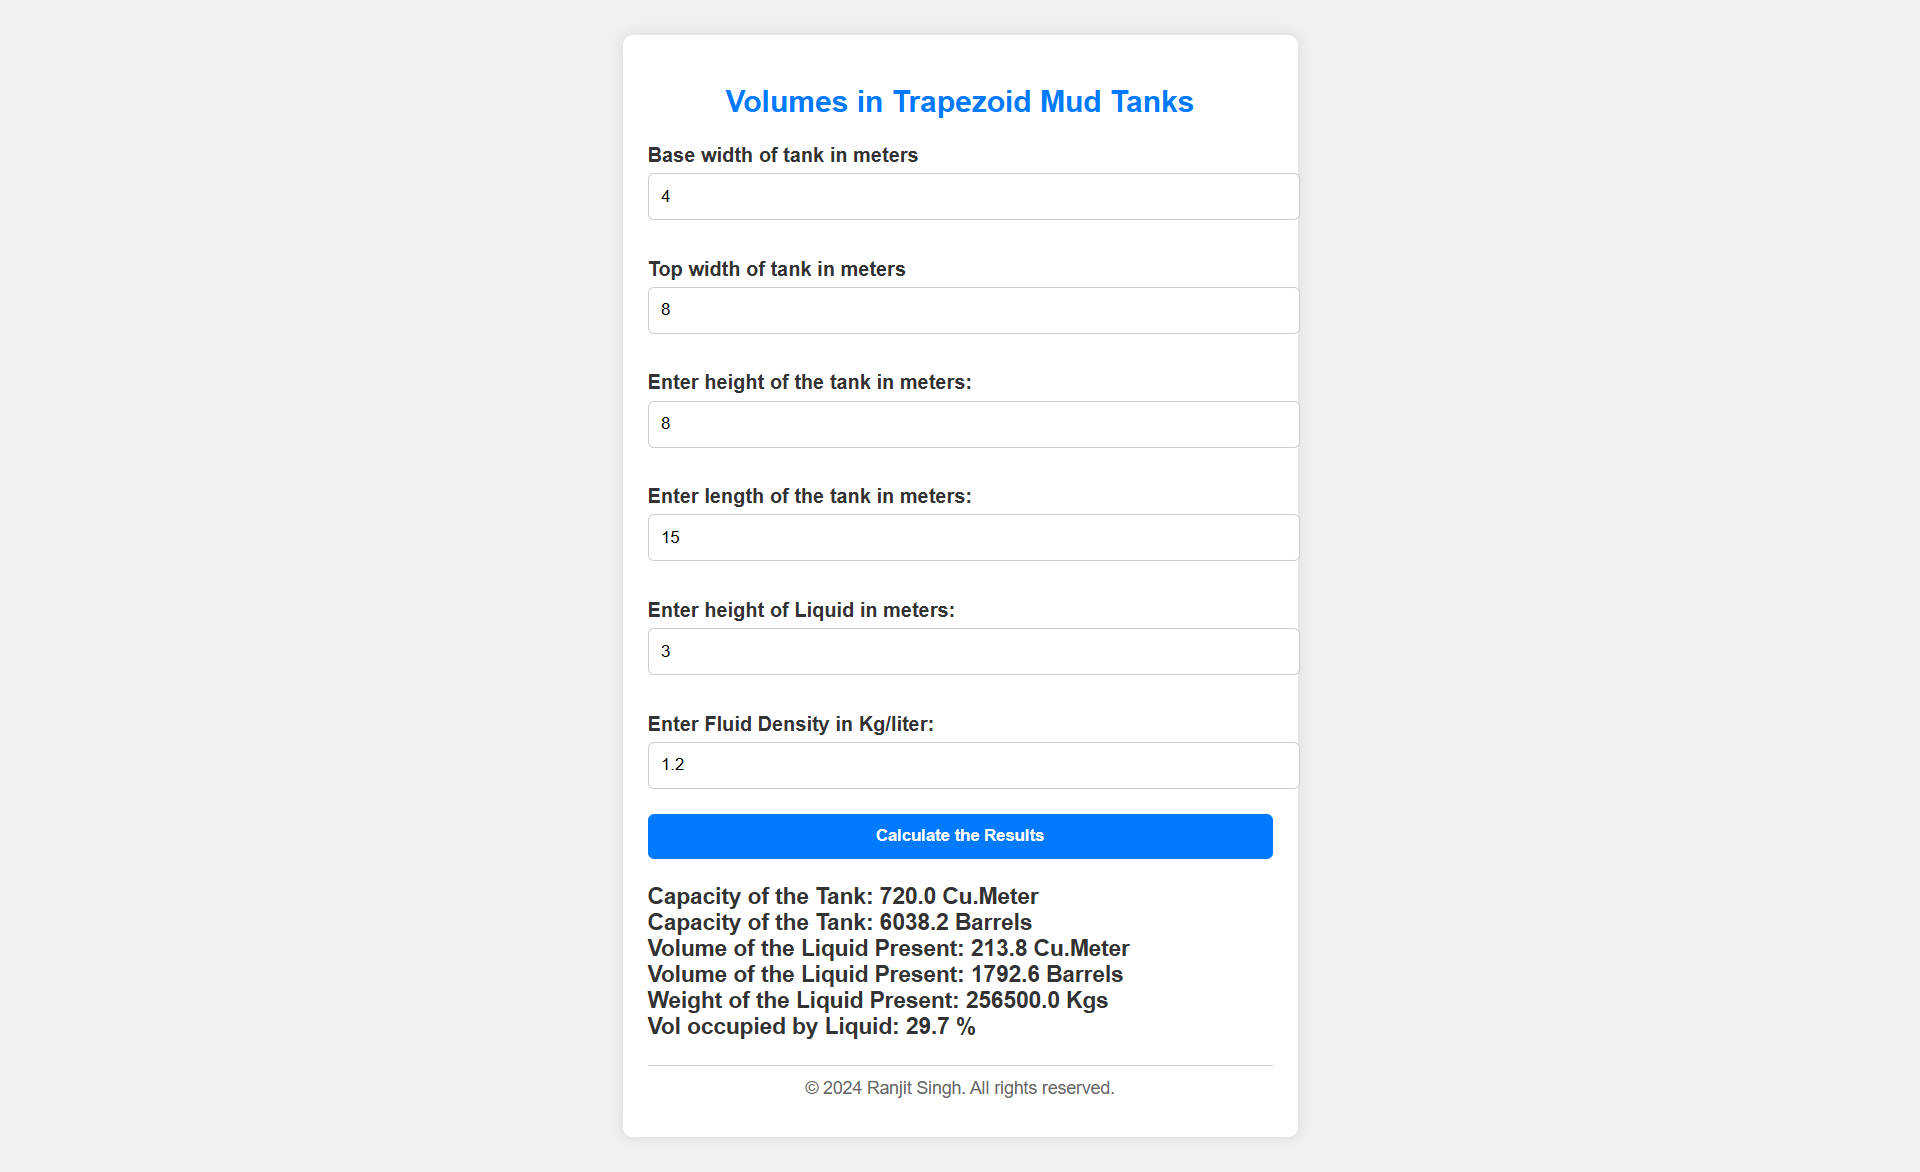 Volumes in Trapezoid Mud Tanks
Base width of tank in meters
4
Top width of tank in meters
8
Enter height of the tank in meters:
8
Enter length of the tank in meters:
15
Enter height of Liquid in meters:
3
Enter Fluid Density in Kg/liter:
1.2
Calculate the Results
Capacity of the Tank: 720.0 Cu.Meter
Capacity of the Tank: 6038.2 Barrels
Volume of the Liquid Present: 213.8 Cu.Meter
Volume of the Liquid Present: 1792.6 Barrels
Weight of the Liquid Present: 256500.0 Kgs
Vol occupied by Liquid: 29.7 %
© 2024 Ranjit Singh. All rights reserved.